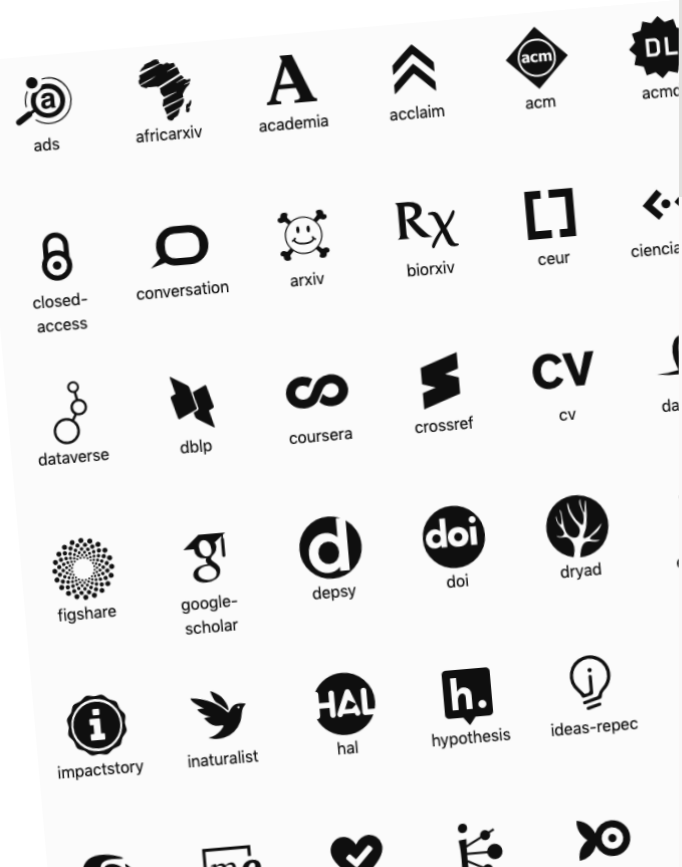 a
A
acm
DL
ads
africarxiv
academia
acclaim
acm
Rχ
closed-
access
conversation
arxiv
biorxiv
ceur
CV
dataverse
dblp
coursera
crossref
cv
g
d
doi
figshare
google-
scholar
depsy
doi
dryad
i
HAL
h.
i
impactstory
inaturalist
hal
hypothesis
ideas-repec